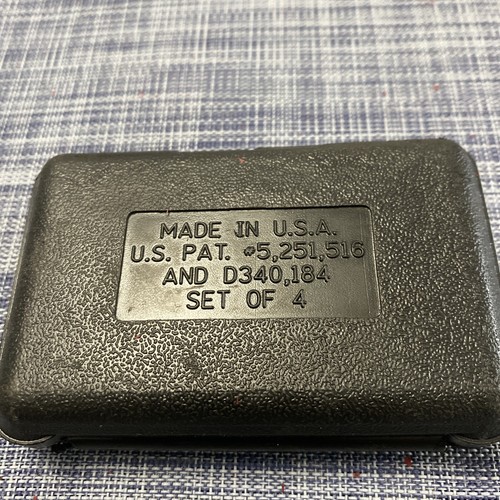 MADE IN U.S.A.
U.S. PAT. #5,251,516
AND D340,184
SET OF 4